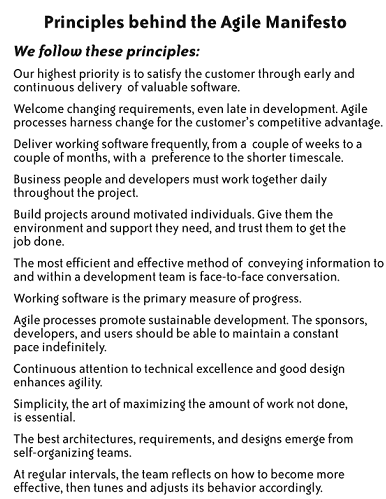 Principles behind the Agile Manifesto
We follow these principles:
Our highest priority is to satisfy the customer through early and
continuous delivery of valuable software.
Welcome changing requirements, even late in development. Agile
processes harness change for the customer's competitive advantage.
Deliver working software frequently, from a couple of weeks to a
couple of months, with a preference to the shorter timescale.
Business people and developers must work together daily
throughout the project.
Build projects around motivated individuals. Give them the
environment and support they need, and trust them to get the
job done.
The most efficient and effective method of conveying information to
and within a development team is face-to-face conversation.
Working software is the primary measure of progress.
Agile processes promote sustainable development. The sponsors,
developers, and users should be able to maintain a constant
pace indefinitely.
Continuous attention to technical excellence and good design
enhances agility.
Simplicity, the art of maximizing the amount of work not done,
is essential.
The best architectures, requirements, and designs emerge from
self-organizing teams.
At regular intervals, the team reflects on how to become more
effective, then tunes and adjusts its behavior accordingly.